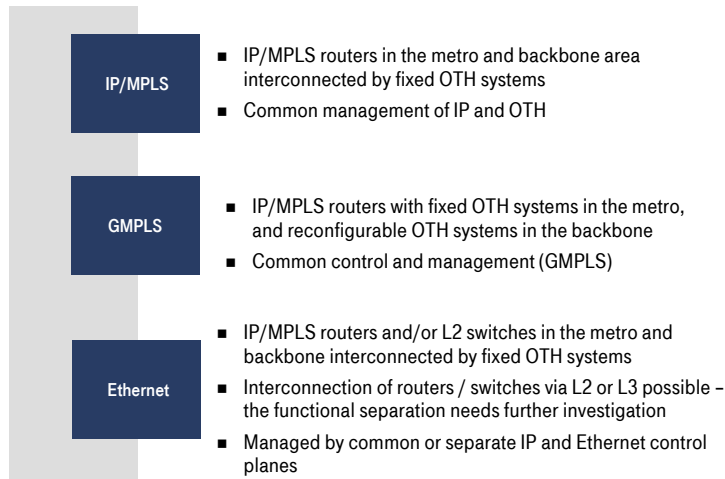 IP/MPLS
■ IP/MPLS routers in the metro and backbone area
interconnected by fixed OTH systems
■ Common management of IP and OTH
GMPLS
■ IP/MPLS routers with fixed OTH systems in the metro,
and reconfigurable OTH systems in the backbone
■ Common control and management (GMPLS)
Ethernet
■ IP/MPLS routers and/or L2 switches in the metro and
backbone interconnected by fixed OTH systems
■ Interconnection of routers / switches via L2 or L3 possible –
the functional separation needs further investigation
■ Managed by common or separate IP and Ethernet control
planes